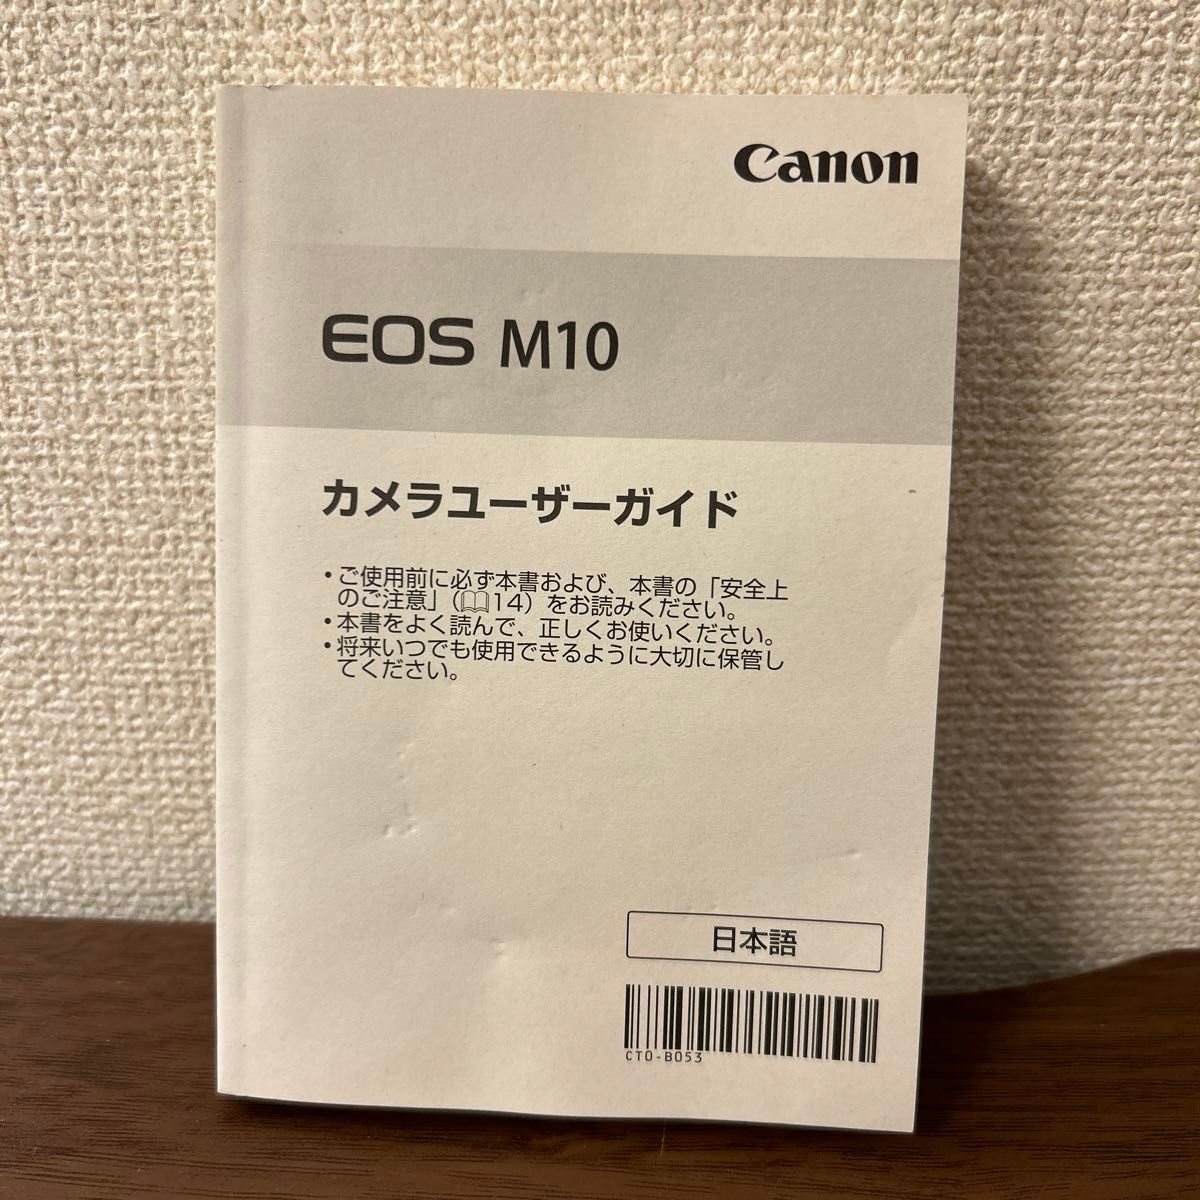 Canon
EOS M10
カメラユーザーガイド
・ご使用前に必ず本書および、本書の「安全上
のご注意」(📖14)をお読みください。
・本書をよく読んで、正しくお使いください。
・将来いつでも使用できるように大切に保管し
てください。
日本語
CT0-B053